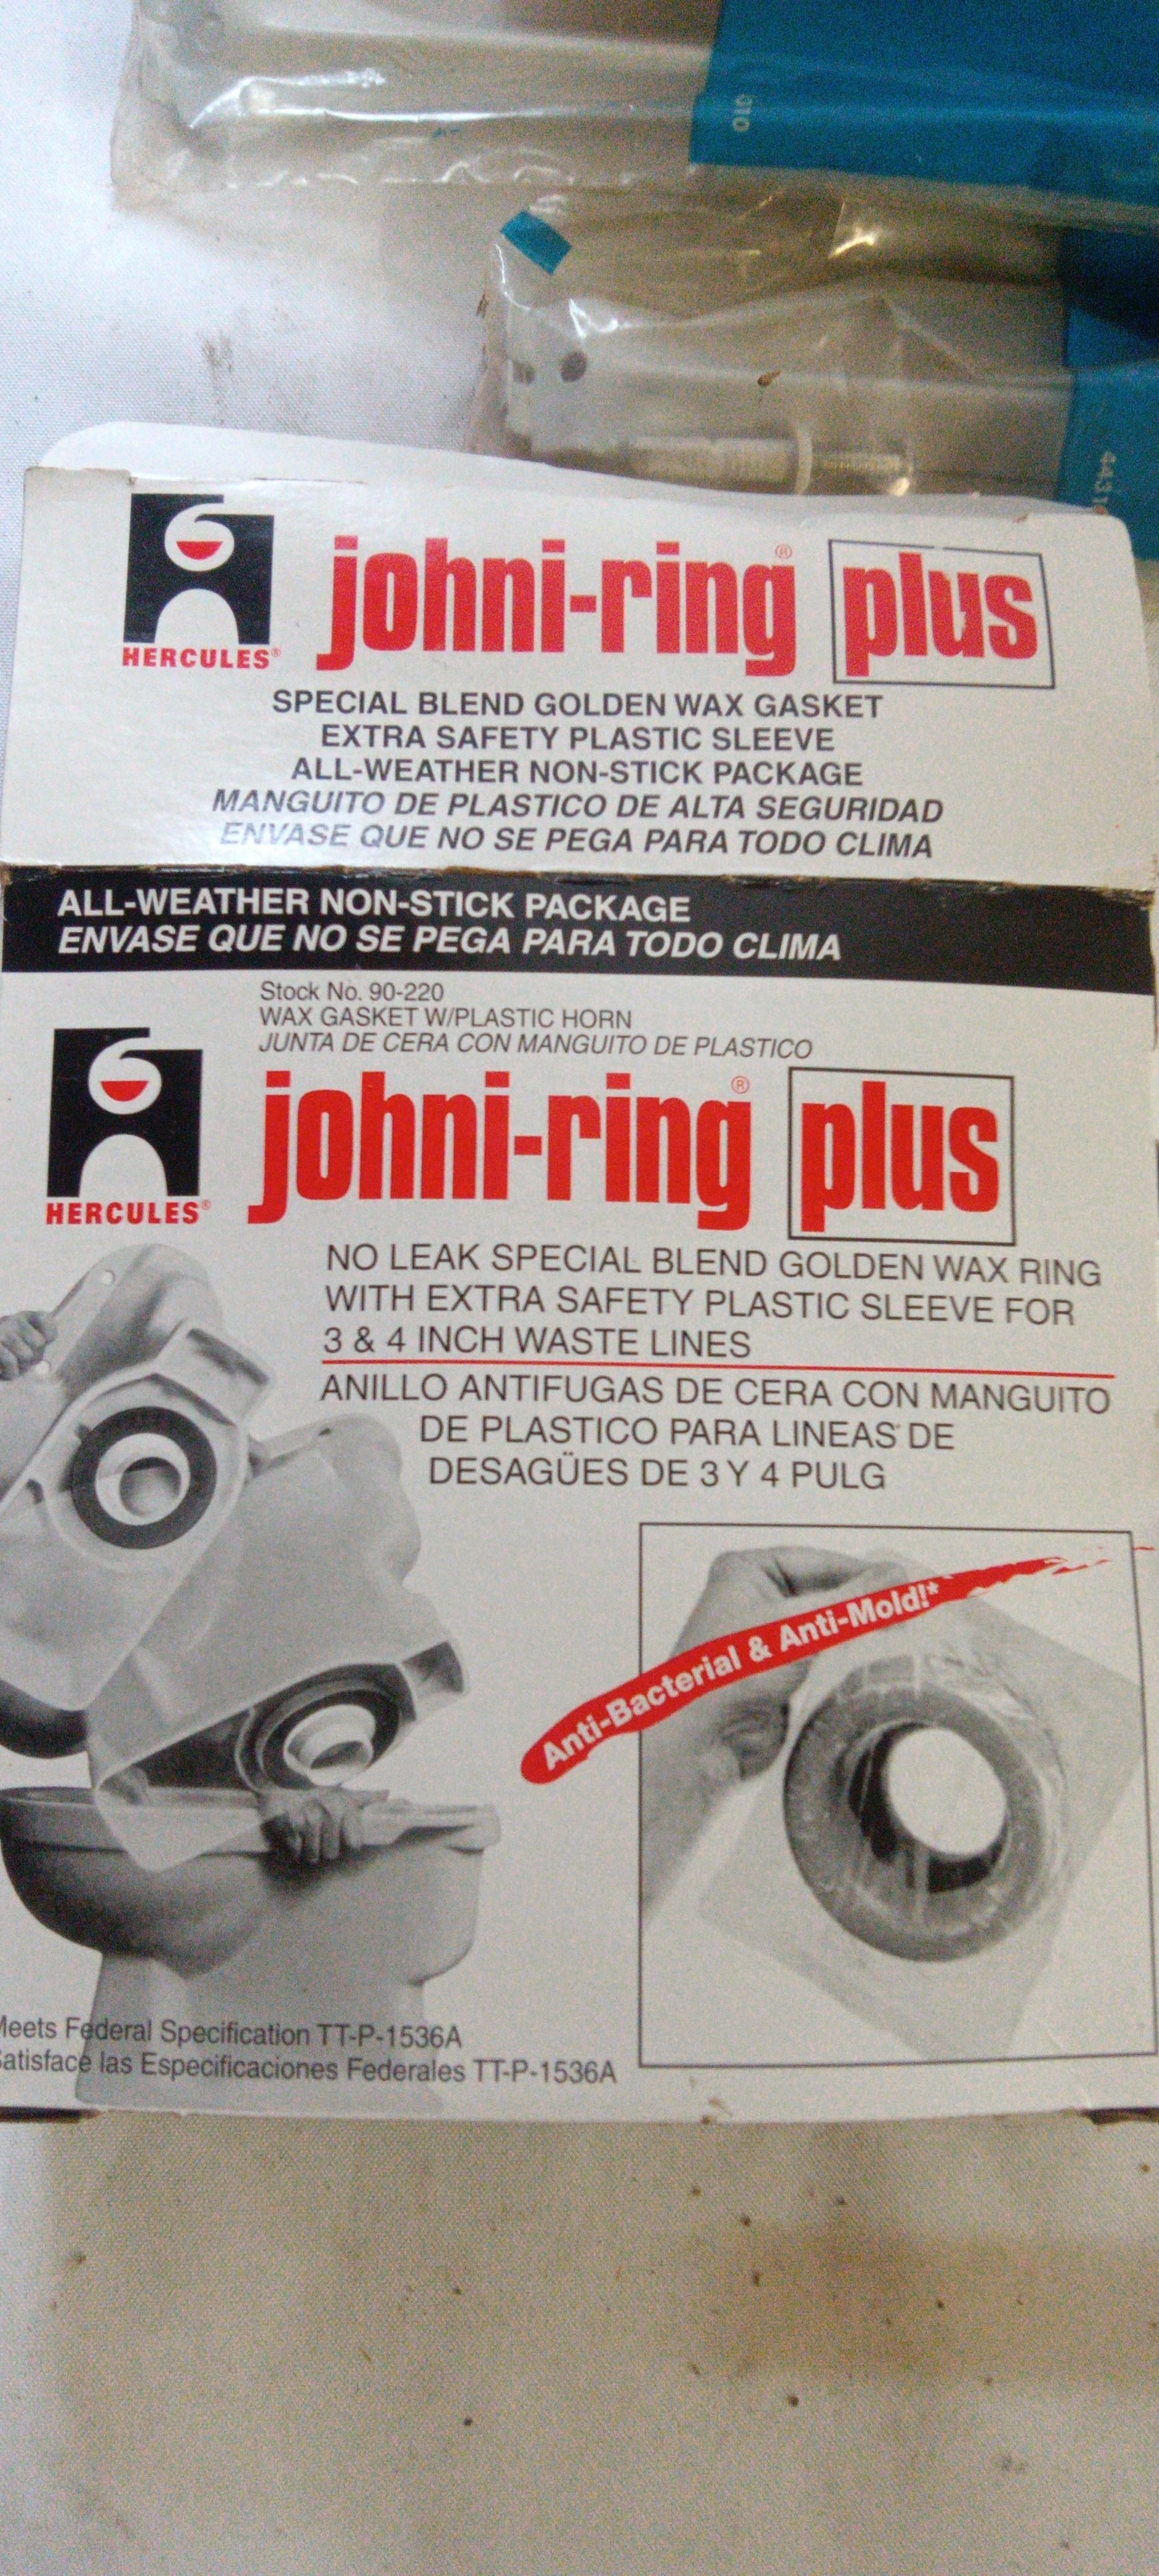 010
4431
HERCULES®
johni-ring® plus
SPECIAL BLEND GOLDEN WAX GASKET
EXTRA SAFETY PLASTIC SLEEVE
ALL-WEATHER NON-STICK PACKAGE
MANGUITO DE PLASTICO DE ALTA SEGURIDAD
ENVASE QUE NO SE PEGA PARA TODO CLIMA
ALL-WEATHER NON-STICK PACKAGE
ENVASE QUE NO SE PEGA PARA TODO CLIMA
Stock No. 90-220
WAX GASKET W/PLASTIC HORN
JUNTA DE CERA CON MANGUITO DE PLASTICO
HERCULES®
johni-ring® plus
NO LEAK SPECIAL BLEND GOLDEN WAX RING
WITH EXTRA SAFETY PLASTIC SLEEVE FOR
3 & 4 INCH WASTE LINES
ANILLO ANTIFUGAS DE CERA CON MANGUITO
DE PLASTICO PARA LINEAS DE
DESAGÜES DE 3 Y 4 PULG
Anti-Bacterial & Anti-Mold!*
Meets Federal Specification TT-P-1536A
Satisface las Especificaciones Federales TT-P-1536A